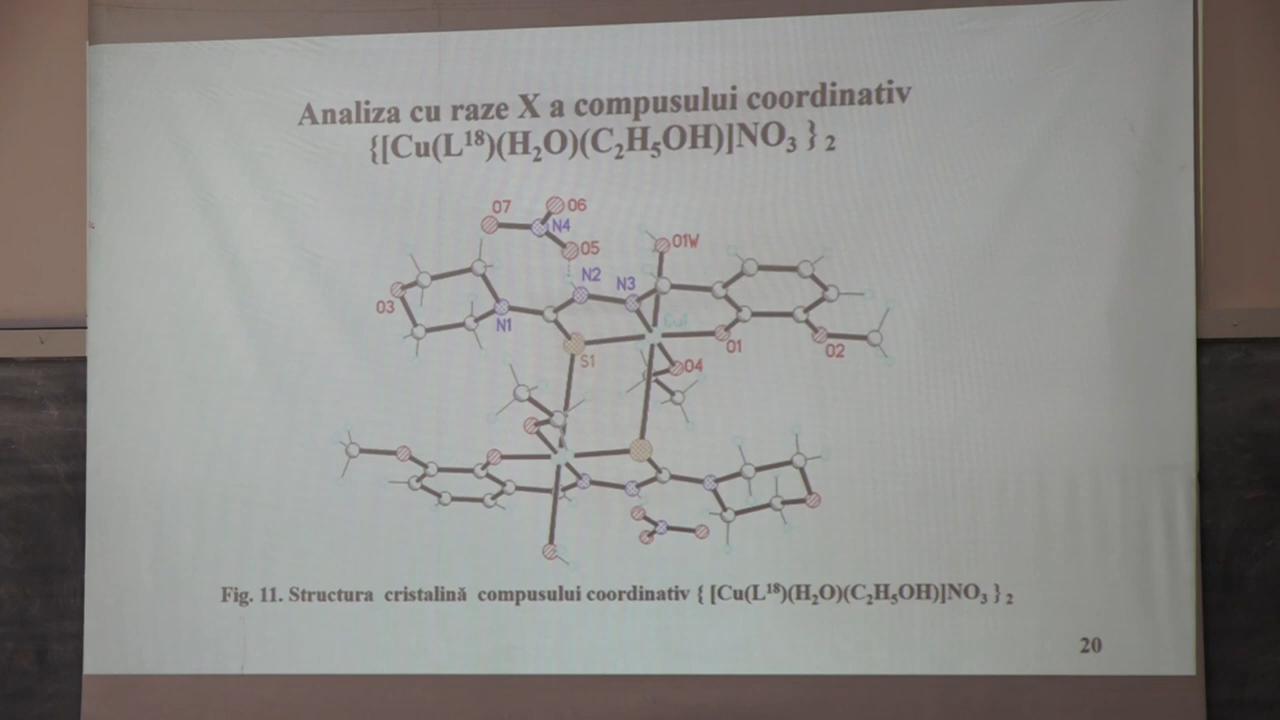 Analiza cu raze X a compusului coordinativ
{[Cu(L¹⁸)(H₂O)(C₂H₅OH)]NO₃ }₂
O7 O6
N4
O5
O1W
N2
N3
O3
N1
Cu1
O1
O2
S1
O4
Fig. 11. Structura cristalină compusului coordinativ { [Cu(L¹⁸)(H₂O)(C₂H₅OH)]NO₃ }₂
20